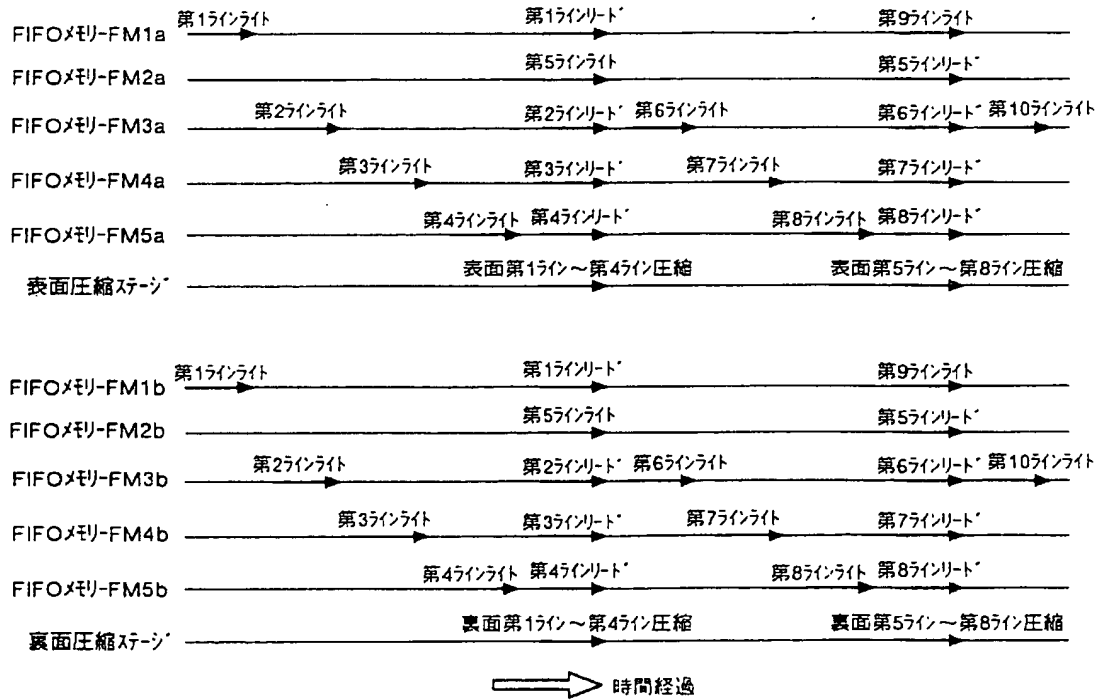 第1ラインライト 第1ラインリード 第9ラインライト
FIFOメモリーFM1a
第5ラインライト 第5ラインリード
FIFOメモリーFM2a
第2ラインライト 第2ラインリード 第6ラインライト 第6ラインリード 第10ラインライト
FIFOメモリーFM3a
第3ラインライト 第3ラインリード 第7ラインライト 第7ラインリード
FIFOメモリーFM4a
第4ラインライト 第4ラインリード 第8ラインライト 第8ラインリード
FIFOメモリーFM5a
表面第1ライン～第4ライン圧縮 表面第5ライン～第8ライン圧縮
表面圧縮ステージ
第1ラインライト 第1ラインリード 第9ラインライト
FIFOメモリーFM1b
第5ラインライト 第5ラインリード
FIFOメモリーFM2b
第2ラインライト 第2ラインリード 第6ラインライト 第6ラインリード 第10ラインライト
FIFOメモリーFM3b
第3ラインライト 第3ラインリード 第7ラインライト 第7ラインリード
FIFOメモリーFM4b
第4ラインライト 第4ラインリード 第8ラインライト 第8ラインリード
FIFOメモリーFM5b
裏面第1ライン～第4ライン圧縮 裏面第5ライン～第8ライン圧縮
裏面圧縮ステージ
時間経過